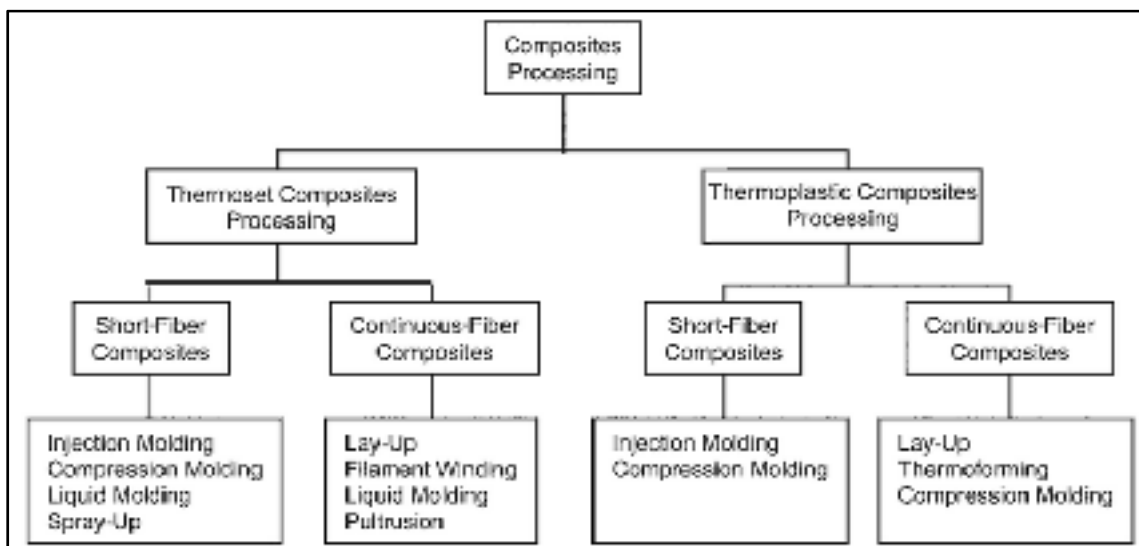 Composites
Processing
Thermoset Composites
Processing
Thermoplastic Composites
Processing
Short-Fiber
Composites
Continuous-Fiber
Composites
Short-Fiber
Composites
Continuous-Fiber
Composites
Injection Molding
Compression Molding
Liquid Molding
Spray-Up
Lay-Up
Filament Winding
Liquid Molding
Pultrusion
Injection Molding
Compression Molding
Lay-Up
Thermoforming
Compression Molding